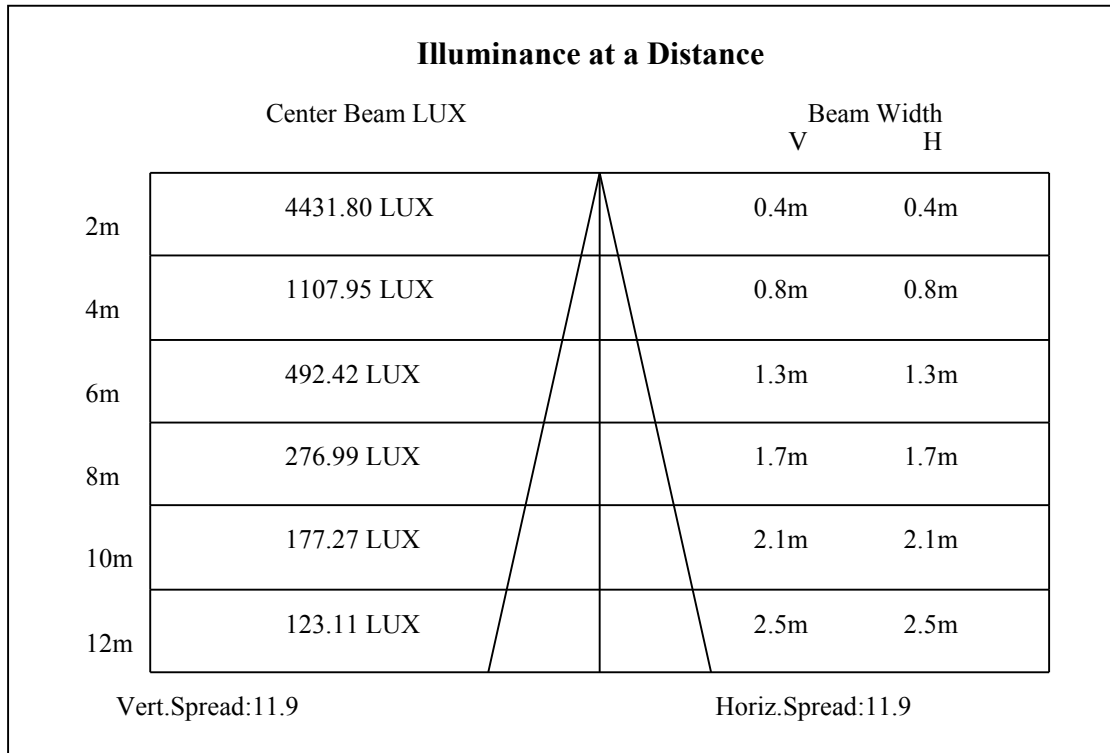 Illuminance at a Distance
Center Beam LUX Beam Width
V H
2m 4431.80 LUX 0.4m 0.4m
4m 1107.95 LUX 0.8m 0.8m
6m 492.42 LUX 1.3m 1.3m
8m 276.99 LUX 1.7m 1.7m
10m 177.27 LUX 2.1m 2.1m
12m 123.11 LUX 2.5m 2.5m
Vert.Spread:11.9 Horiz.Spread:11.9